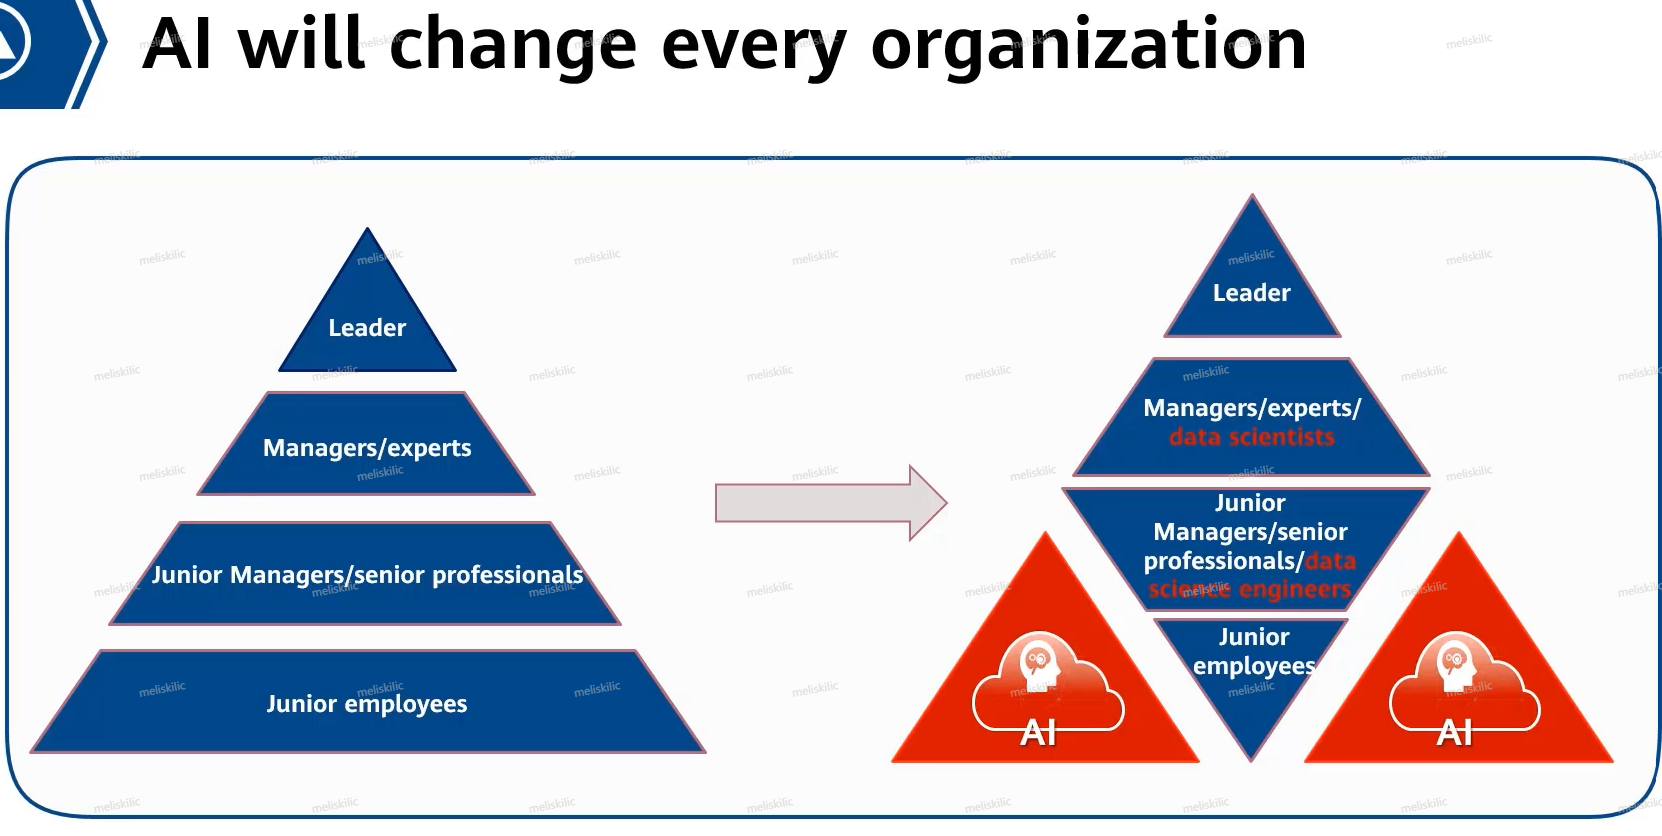 AI will change every organization
Leader
Managers/experts
Junior Managers/senior professionals
Junior employees
Leader
Managers/experts/
data scientists
Junior
Managers/senior
professionals/data
science engineers
Junior
employees
AI
AI
meliskilic